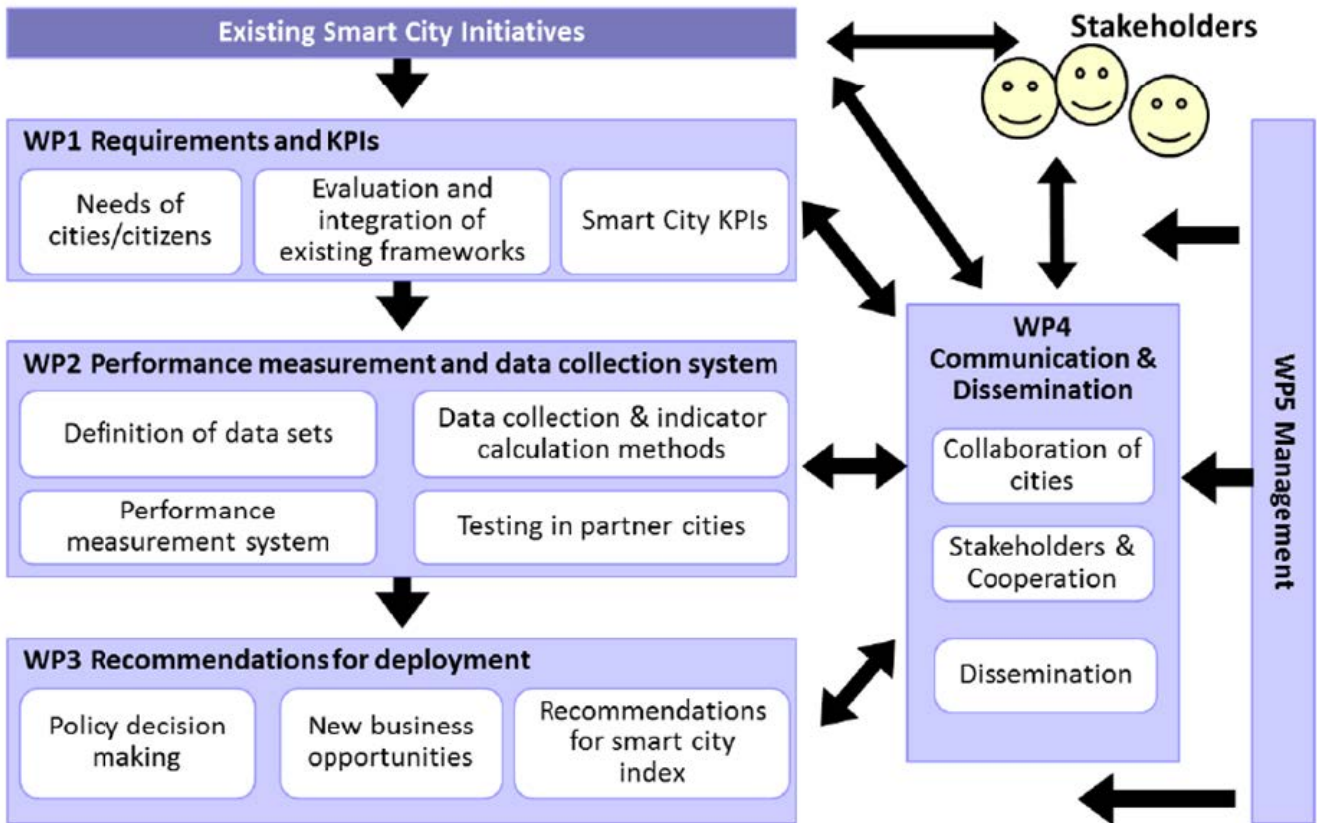 Existing Smart City Initiatives
Stakeholders
WP1 Requirements and KPIs
Needs of
cities/citizens
Evaluation and
integration of
existing frameworks
Smart City KPIs
WP2 Performance measurement and data collection system
Definition of data sets
Data collection & indicator
calculation methods
Performance
measurement system
Testing in partner cities
WP3 Recommendations for deployment
Policy decision
making
New business
opportunities
Recommendations
for smart city
index
WP4
Communication &
Dissemination
Collaboration of
cities
Stakeholders &
Cooperation
Dissemination
WP5 Management